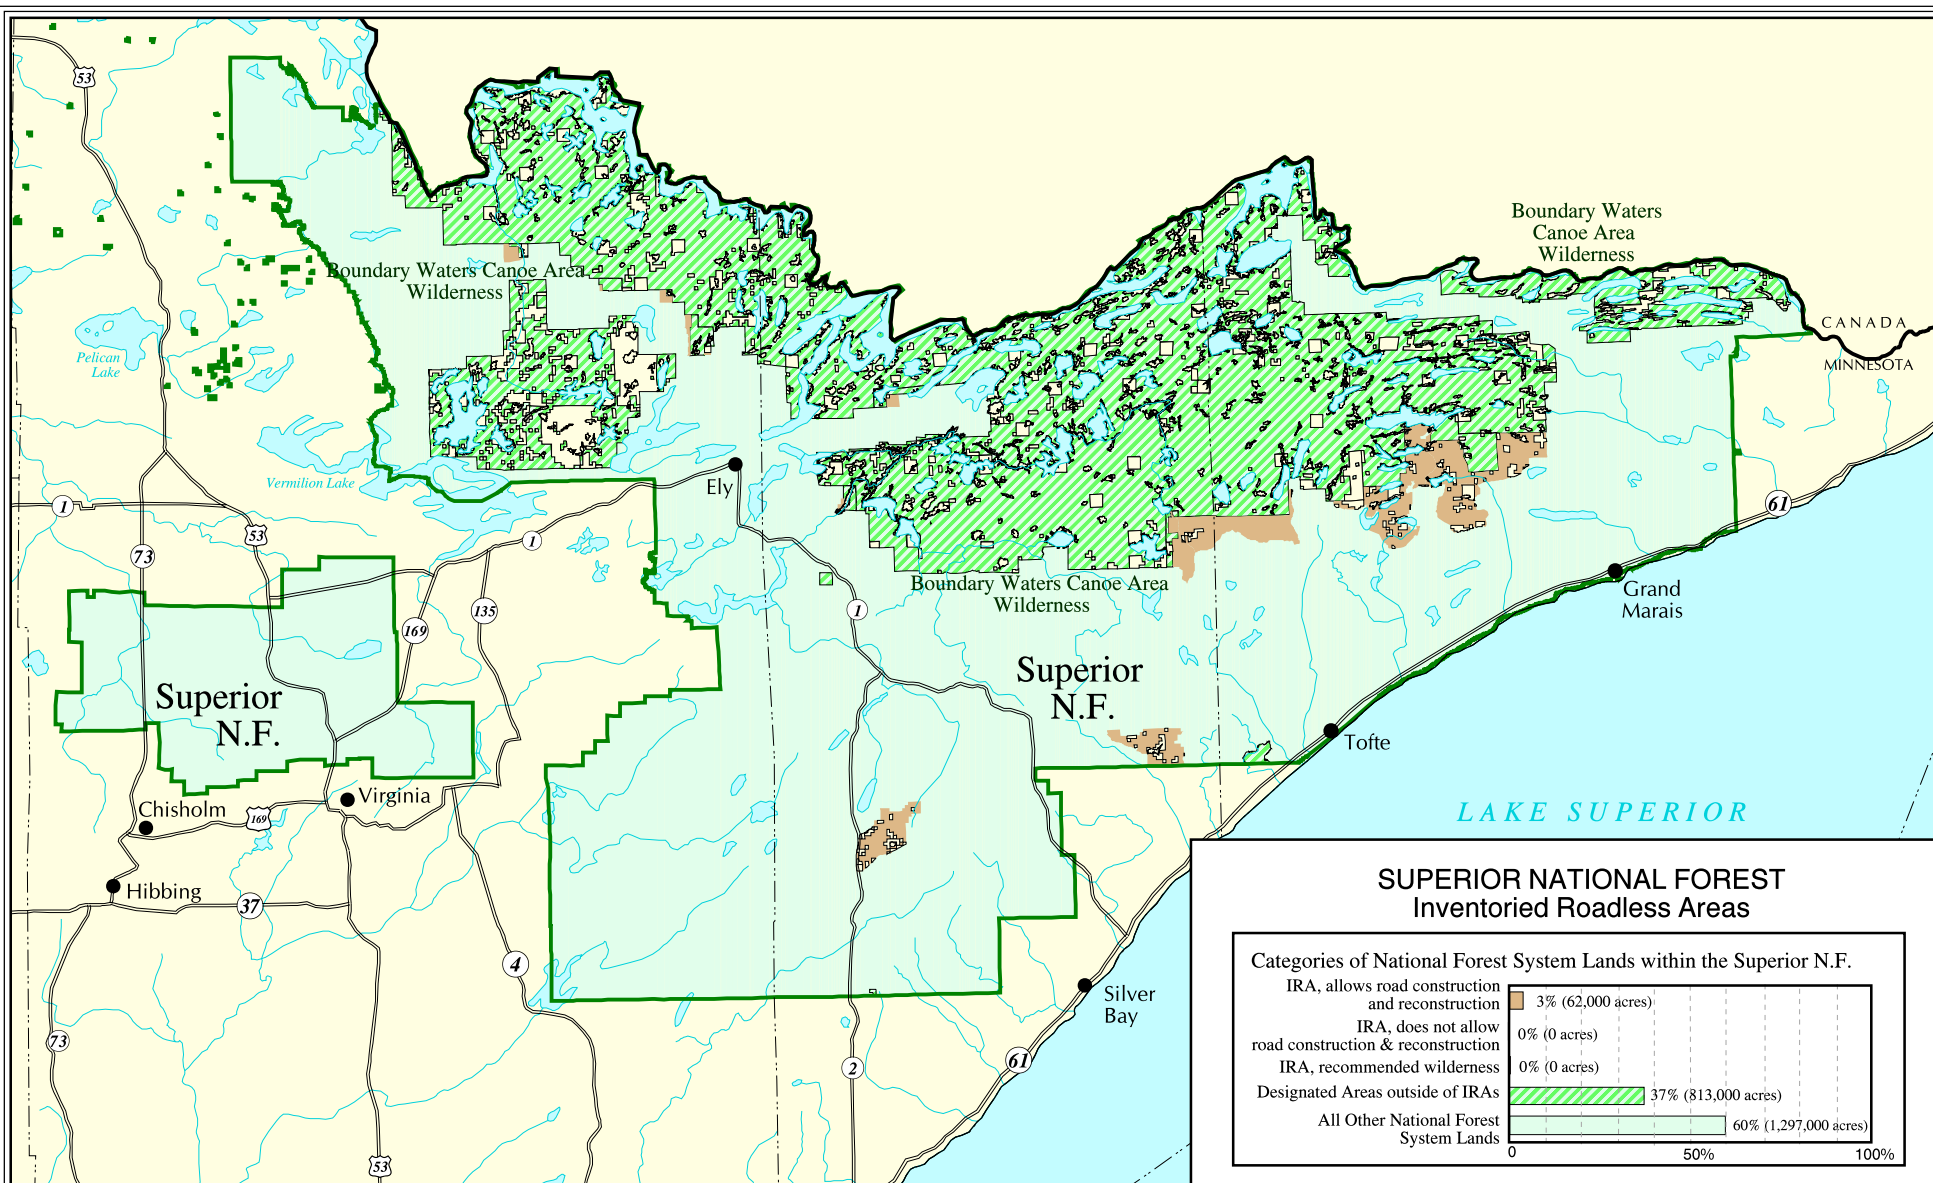 53
Boundary Waters
Canoe Area
Wilderness
Boundary Waters Canoe Area
Wilderness
CANADA
MINNESOTA
Pelican
Lake
Vermilion Lake
Ely
1
53
73
1
61
Boundary Waters Canoe Area
Wilderness
Grand
Marais
135
169
1
Superior
N.F.
Superior
N.F.
Tofte
Virginia
Chisholm
169
LAKE SUPERIOR
Hibbing
37
4
Silver
Bay
73
61
2
53
SUPERIOR NATIONAL FOREST
Inventoried Roadless Areas
Categories of National Forest System Lands within the Superior N.F.
IRA, allows road construction
and reconstruction
3% (62,000 acres)
IRA, does not allow
road construction & reconstruction
0% (0 acres)
IRA, recommended wilderness
0% (0 acres)
Designated Areas outside of IRAs
37% (813,000 acres)
All Other National Forest
System Lands
60% (1,297,000 acres)
0
50%
100%